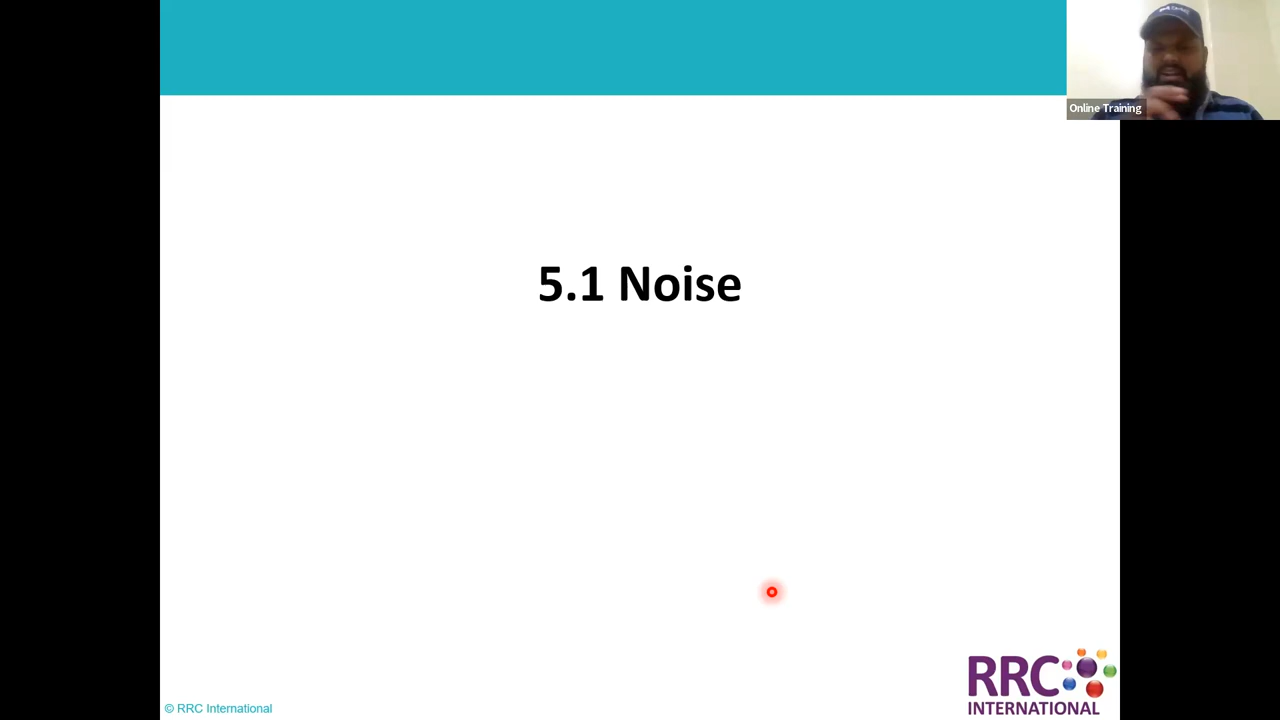 Online Training
5.1 Noise
RRC
INTERNATIONAL
© RRC International